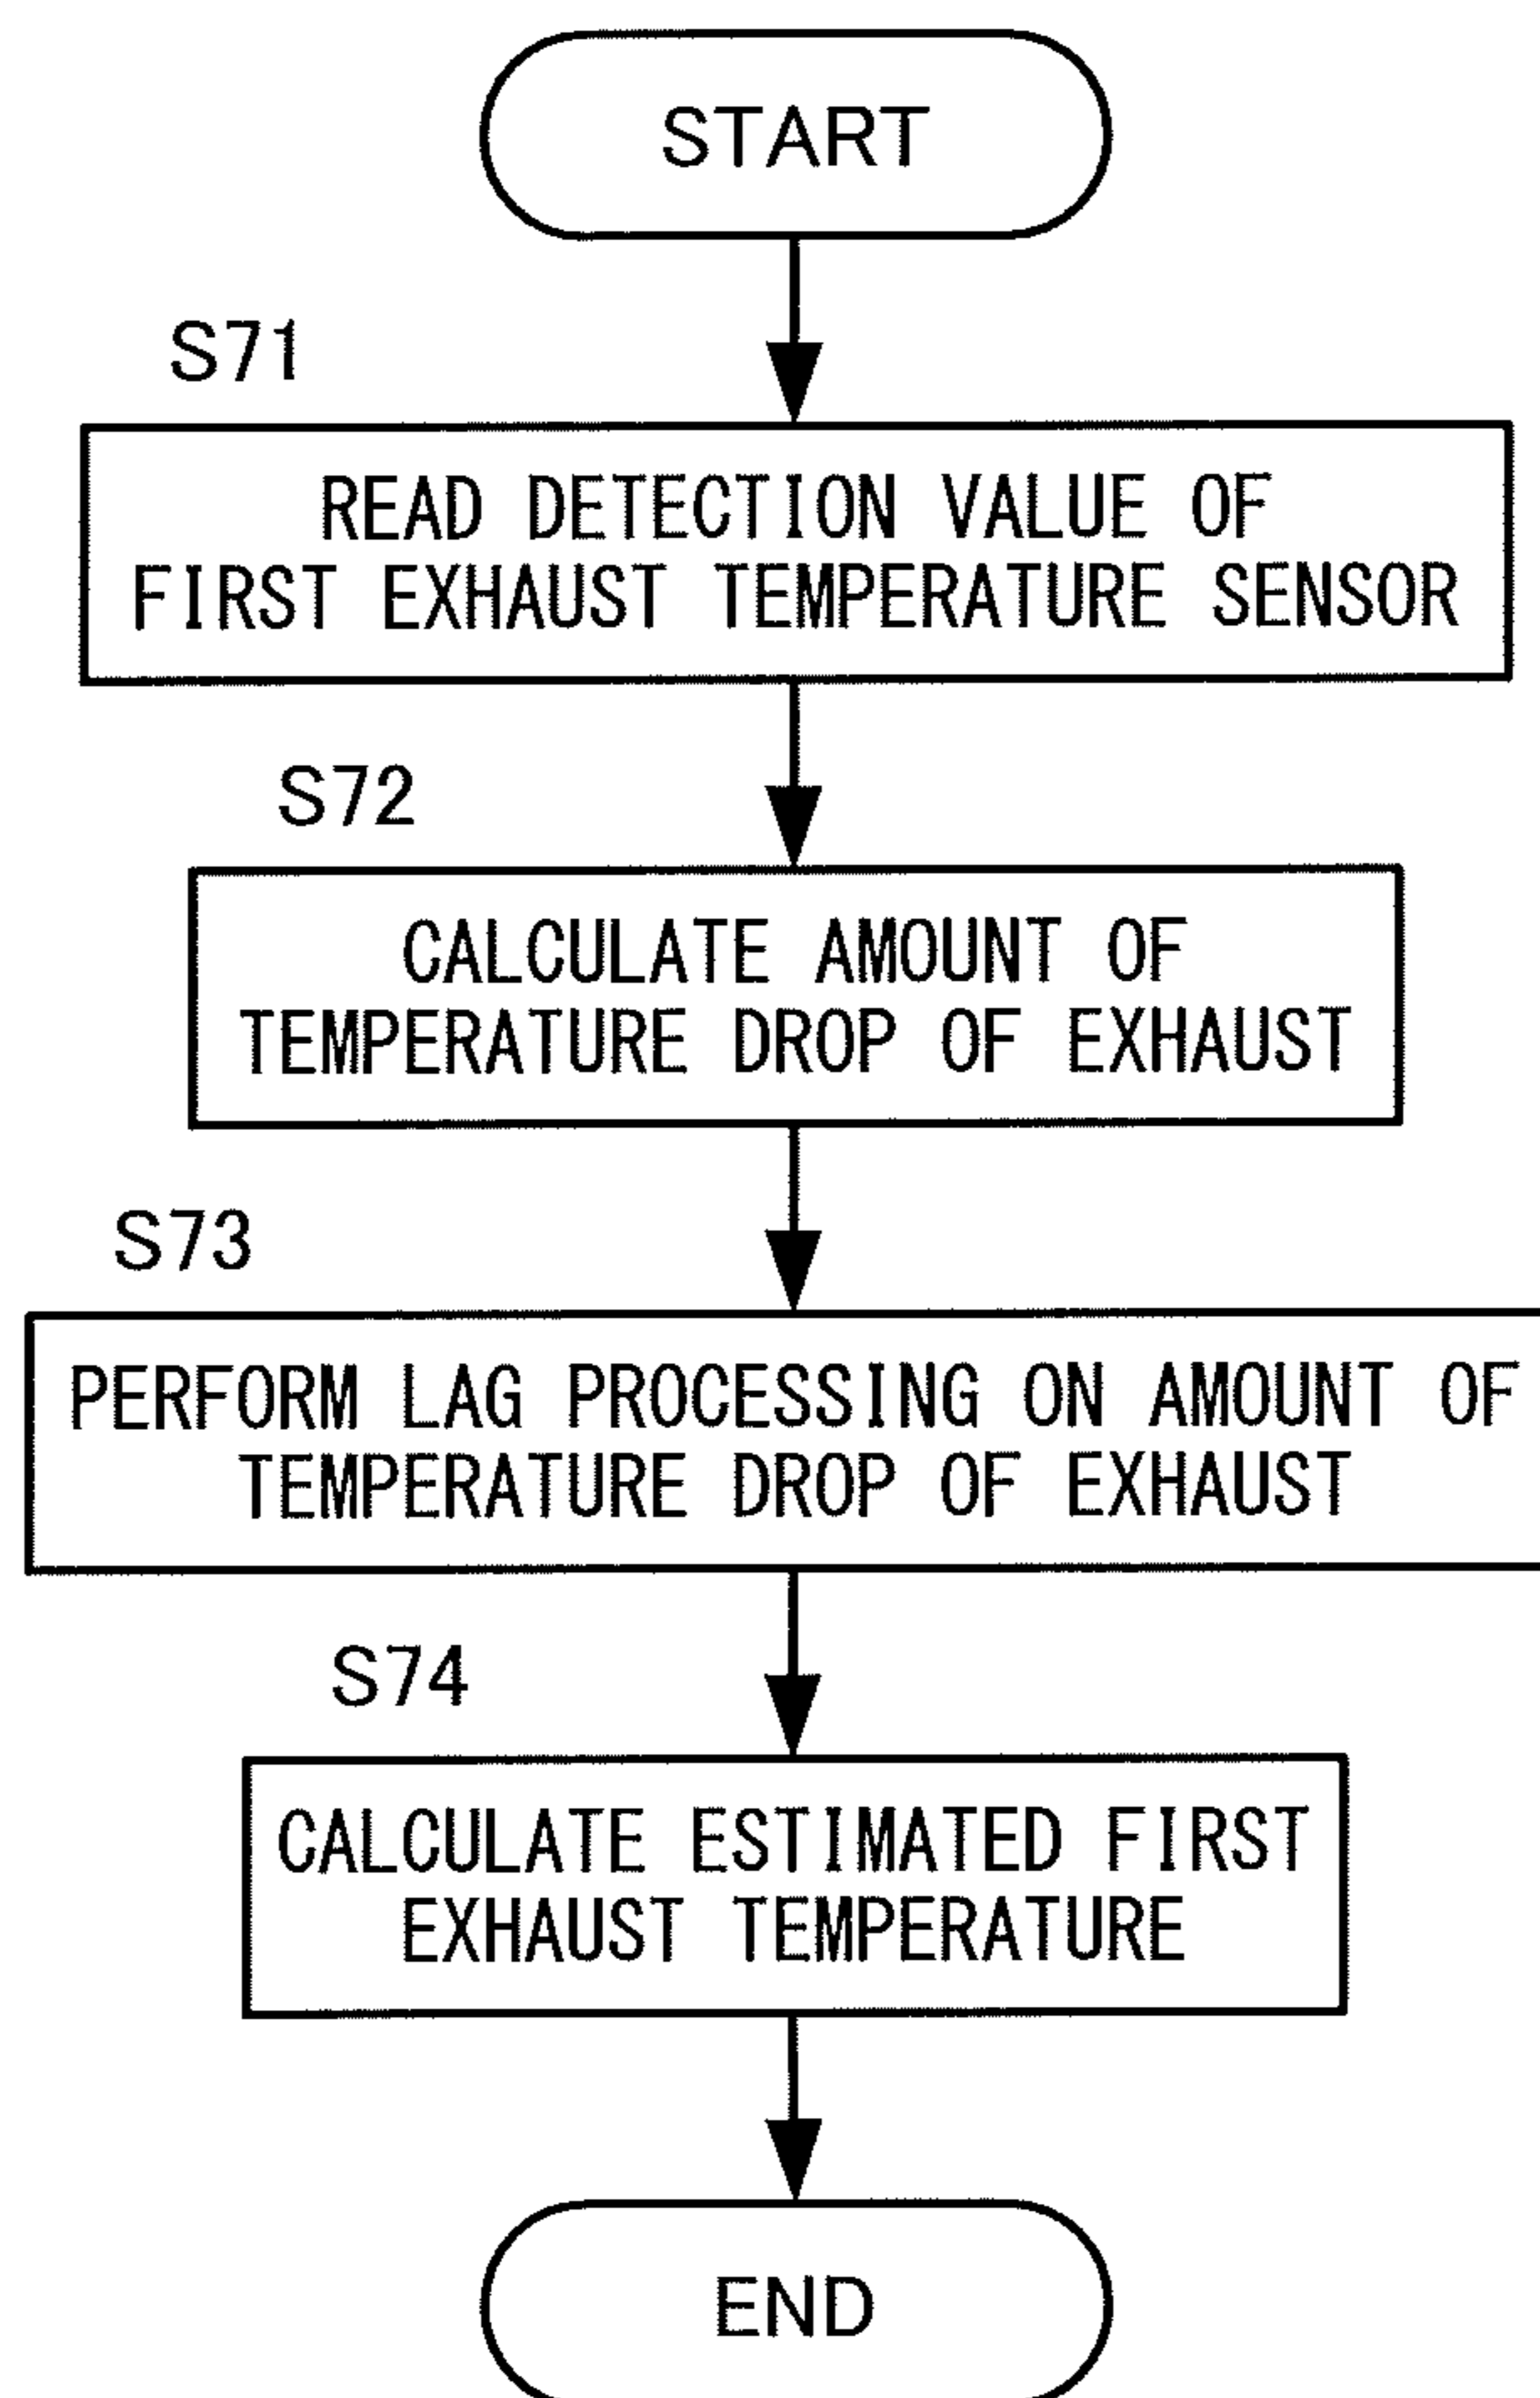 START
S71
READ DETECTION VALUE OF
FIRST EXHAUST TEMPERATURE SENSOR
S72
CALCULATE AMOUNT OF
TEMPERATURE DROP OF EXHAUST
S73
PERFORM LAG PROCESSING ON AMOUNT OF
TEMPERATURE DROP OF EXHAUST
S74
CALCULATE ESTIMATED FIRST
EXHAUST TEMPERATURE
END